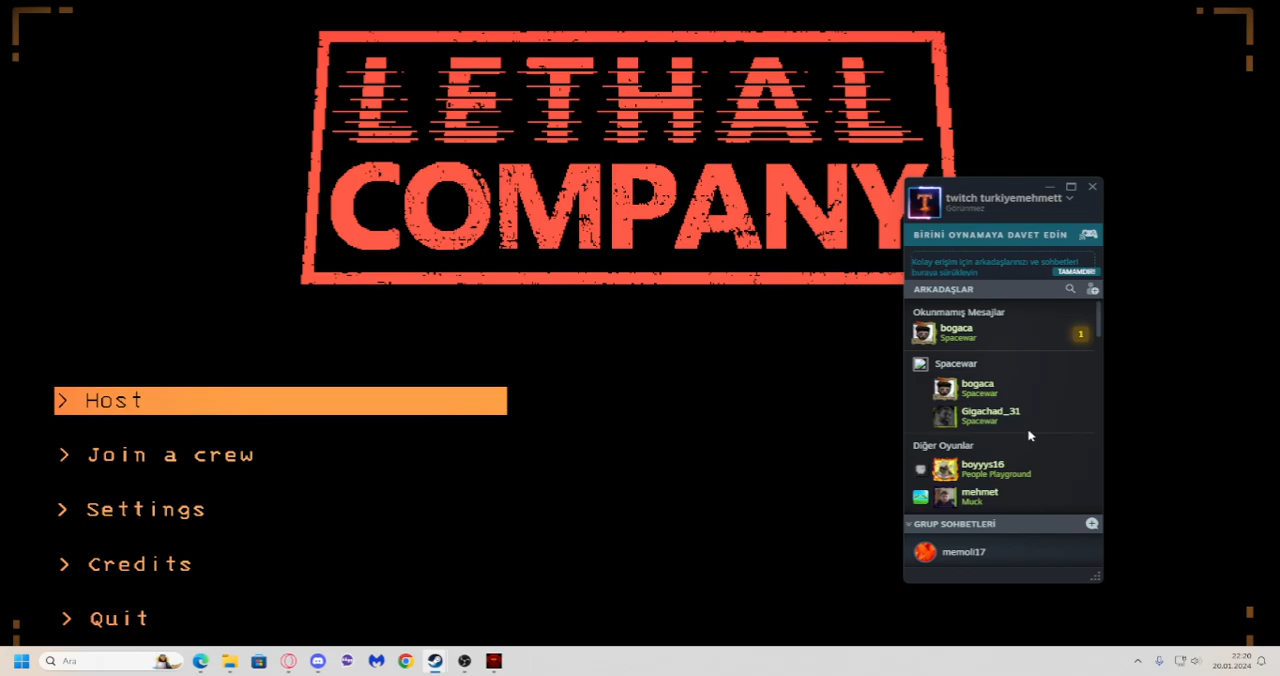 LETHAL
COMPANY
> Host
> Join a crew
> Settings
> Credits
> Quit
twitch turkiyemehmett
Görünmez
BİRİNİ OYNAMAYA DAVET EDİN
Kolay erişim için arkadaşlarınızı ve sohbetleri
buraya sürükleyin
TAMAMDIR!
ARKADAŞLAR
Okunmamış Mesajlar
bogaca
Spacewar
1
Spacewar
bogaca
Spacewar
Gigachad_31
Spacewar
Diğer Oyunlar
boyyys16
People Playground
mehmet
Muck
GRUP SOHBETLERİ
memoli17
Ara
22:20
20.01.2024